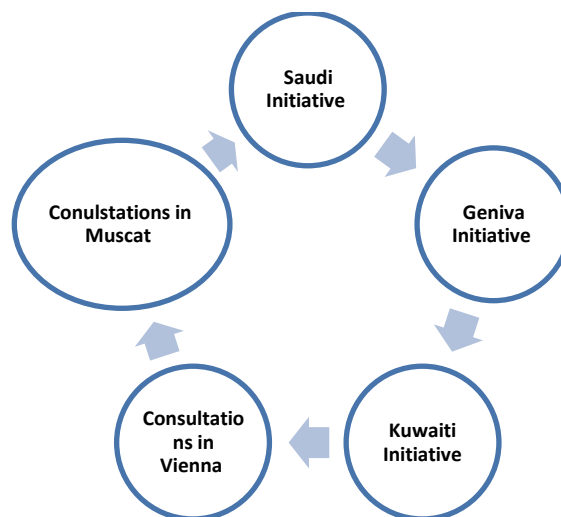 Saudi
Initiative
Geniva
Initiative
Kuwaiti
Initiative
Consultatio
ns in
Vienna
Conulstations in
Muscat